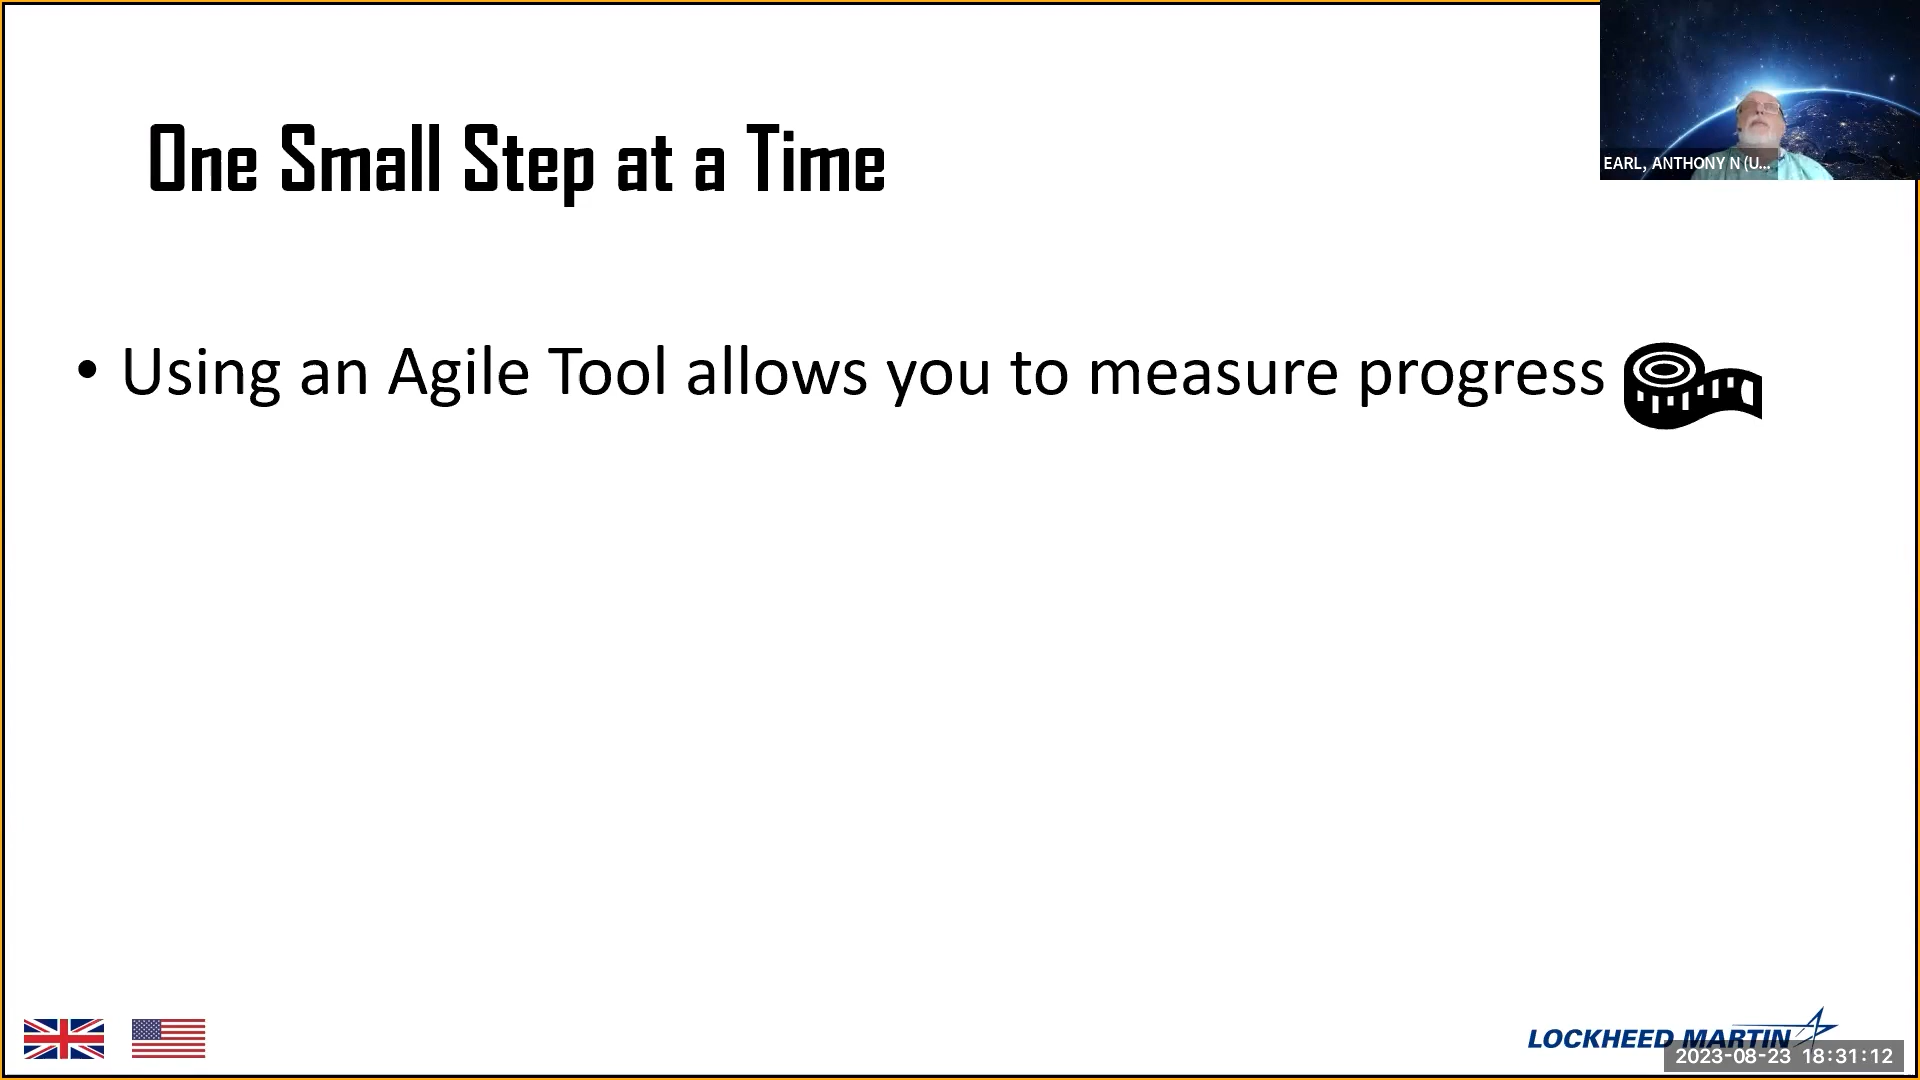 EARL, ANTHONY N (U...
One Small Step at a Time
• Using an Agile Tool allows you to measure progress
LOCKHEED MARTIN
2023-08-23 18:31:12